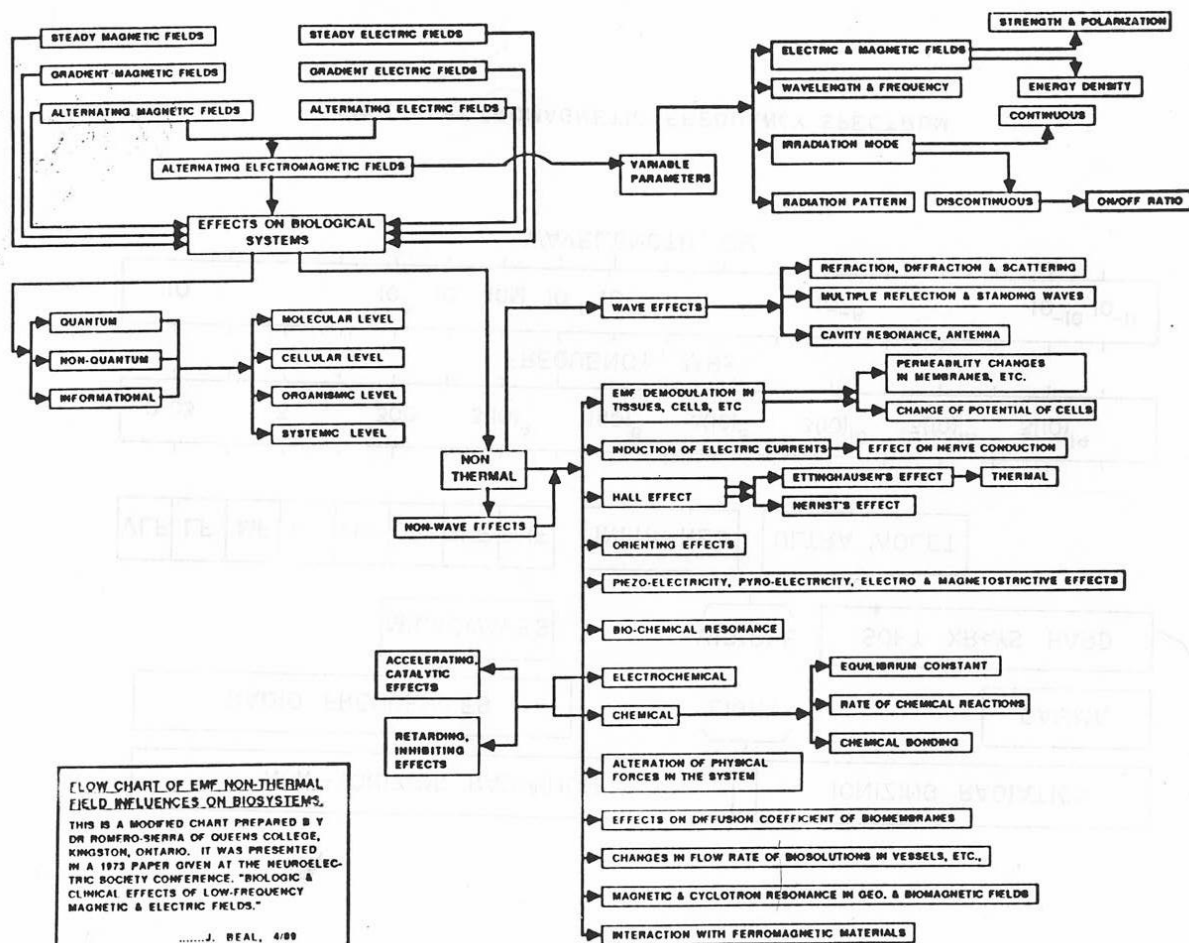 STEADY MAGNETIC FIELDS
GRADIENT MAGNETIC FIELDS
ALTERNATING MAGNETIC FIELDS
STEADY ELECTRIC FIELDS
GRADIENT ELECTRIC FIELDS
ALTERNATING ELECTRIC FIELDS
ALTERNATING ELECTROMAGNETIC FIELDS
EFFECTS ON BIOLOGICAL
SYSTEMS
VARIABLE
PARAMETERS
ELECTRIC & MAGNETIC FIELDS
STRENGTH & POLARIZATION
ENERGY DENSITY
WAVELENGTH & FREQUENCY
IRRADIATION MODE
CONTINUOUS
DISCONTINUOUS
ON/OFF RATIO
RADIATION PATTERN
QUANTUM
NON-QUANTUM
INFORMATIONAL
MOLECULAR LEVEL
CELLULAR LEVEL
ORGANISMIC LEVEL
SYSTEMIC LEVEL
NON
THERMAL
NON-WAVE EFFECTS
WAVE EFFECTS
REFRACTION, DIFFRACTION & SCATTERING
MULTIPLE REFLECTION & STANDING WAVES
CAVITY RESONANCE, ANTENNA
EMF DEMODULATION IN
TISSUES, CELLS, ETC
PERMEABILITY CHANGES
IN MEMBRANES, ETC.
CHANGE OF POTENTIAL OF CELLS
INDUCTION OF ELECTRIC CURRENTS
EFFECT ON NERVE CONDUCTION
HALL EFFECT
ETTINGHAUSEN'S EFFECT
THERMAL
NERNST'S EFFECT
ORIENTING EFFECTS
PIEZO-ELECTRICITY, PYRO-ELECTRICITY, ELECTRO & MAGNETOSTRICTIVE EFFECTS
BIO-CHEMICAL RESONANCE
ACCELERATING,
CATALYTIC
EFFECTS
RETARDING,
INHIBITING
EFFECTS
ELECTROCHEMICAL
CHEMICAL
EQUILIBRIUM CONSTANT
RATE OF CHEMICAL REACTIONS
CHEMICAL BONDING
ALTERATION OF PHYSICAL
FORCES IN THE SYSTEM
EFFECTS ON DIFFUSION COEFFICIENT OF BIOMEMBRANES
CHANGES IN FLOW RATE OF BIOSOLUTIONS IN VESSELS, ETC.,
MAGNETIC & CYCLOTRON RESONANCE IN GEO. & BIOMAGNETIC FIELDS
INTERACTION WITH FERROMAGNETIC MATERIALS
FLOW CHART OF EMF NON-THERMAL
FIELD INFLUENCES ON BIOSYSTEMS.
THIS IS A MODIFIED CHART PREPARED B Y
DR ROMERO-SIERRA OF QUEENS COLLEGE,
KINGSTON, ONTARIO. IT WAS PRESENTED
IN A 1973 PAPER GIVEN AT THE NEUROELEC-
TRIC SOCIETY CONFERENCE. "BIOLOGIC &
CLINICAL EFFECTS OF LOW-FREQUENCY
MAGNETIC & ELECTRIC FIELDS."
......J. BEAL, 4/89